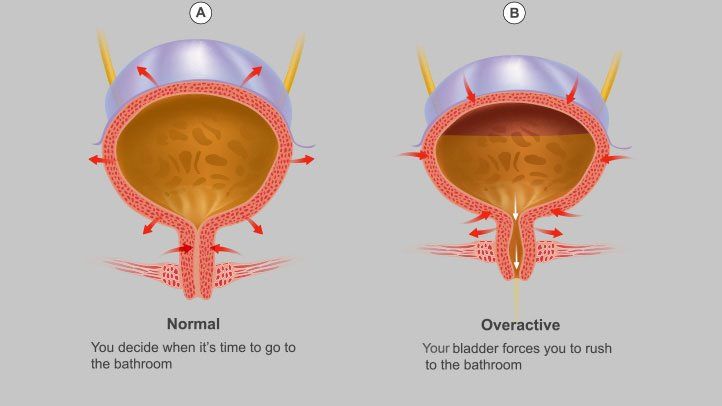 A
B
Normal
You decide when it's time to go to
the bathroom
Overactive
Your bladder forces you to rush
to the bathroom